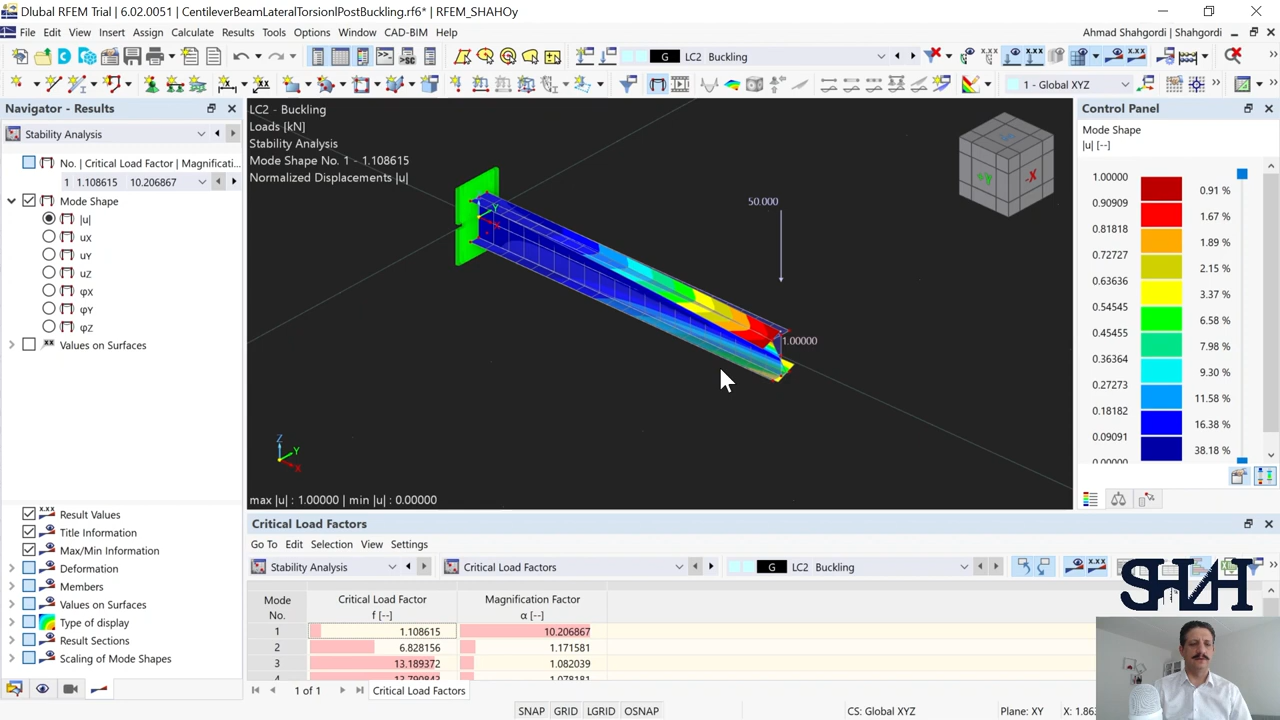 Dlubal RFEM Trial | 6.02.0051 | CentileverBeamLateralTorsionlPostBuckling.rf6* | RFEM_SHAHOy
File Edit View Insert Assign Calculate Results Tools Options Window CAD-BIM Help
Ahmad Shahgordi | Shahgordi
G LC2 Buckling
1 - Global XYZ
Navigator - Results
Stability Analysis
No. | Critical Load Factor | Magnificati...
1 1.108615 10.206867
Mode Shape
|u|
uX
uY
uZ
φX
φY
φZ
Values on Surfaces
Result Values
Title Information
Max/Min Information
Deformation
Members
Values on Surfaces
Type of display
Result Sections
Scaling of Mode Shapes
LC2 - Buckling
Loads [kN]
Stability Analysis
Mode Shape No. 1 - 1.108615
Normalized Displacements |u|
50.000
1.00000
Y
X
+Y
-X
Z
Y
X
max |u| : 1.00000 | min |u| : 0.00000
Control Panel
Mode Shape
|u| [--]
1.00000 0.91 %
0.90909 1.67 %
0.81818 1.89 %
0.72727 2.15 %
0.63636 3.37 %
0.54545 6.58 %
0.45455 7.98 %
0.36364 9.30 %
0.27273 11.58 %
0.18182 16.38 %
0.09091 38.18 %
0.00000
Critical Load Factors
Go To Edit Selection View Settings
Stability Analysis Critical Load Factors G LC2 Buckling
Mode Critical Load Factor Magnification Factor
No. f [--] α [--]
1 1.108615 10.206867
2 6.828156 1.171581
3 13.189372 1.082039
4 13.790843 1.078181
1 of 1 Critical Load Factors
SHZH
SNAP GRID LGRID OSNAP CS: Global XYZ Plane: XY X: 1.86